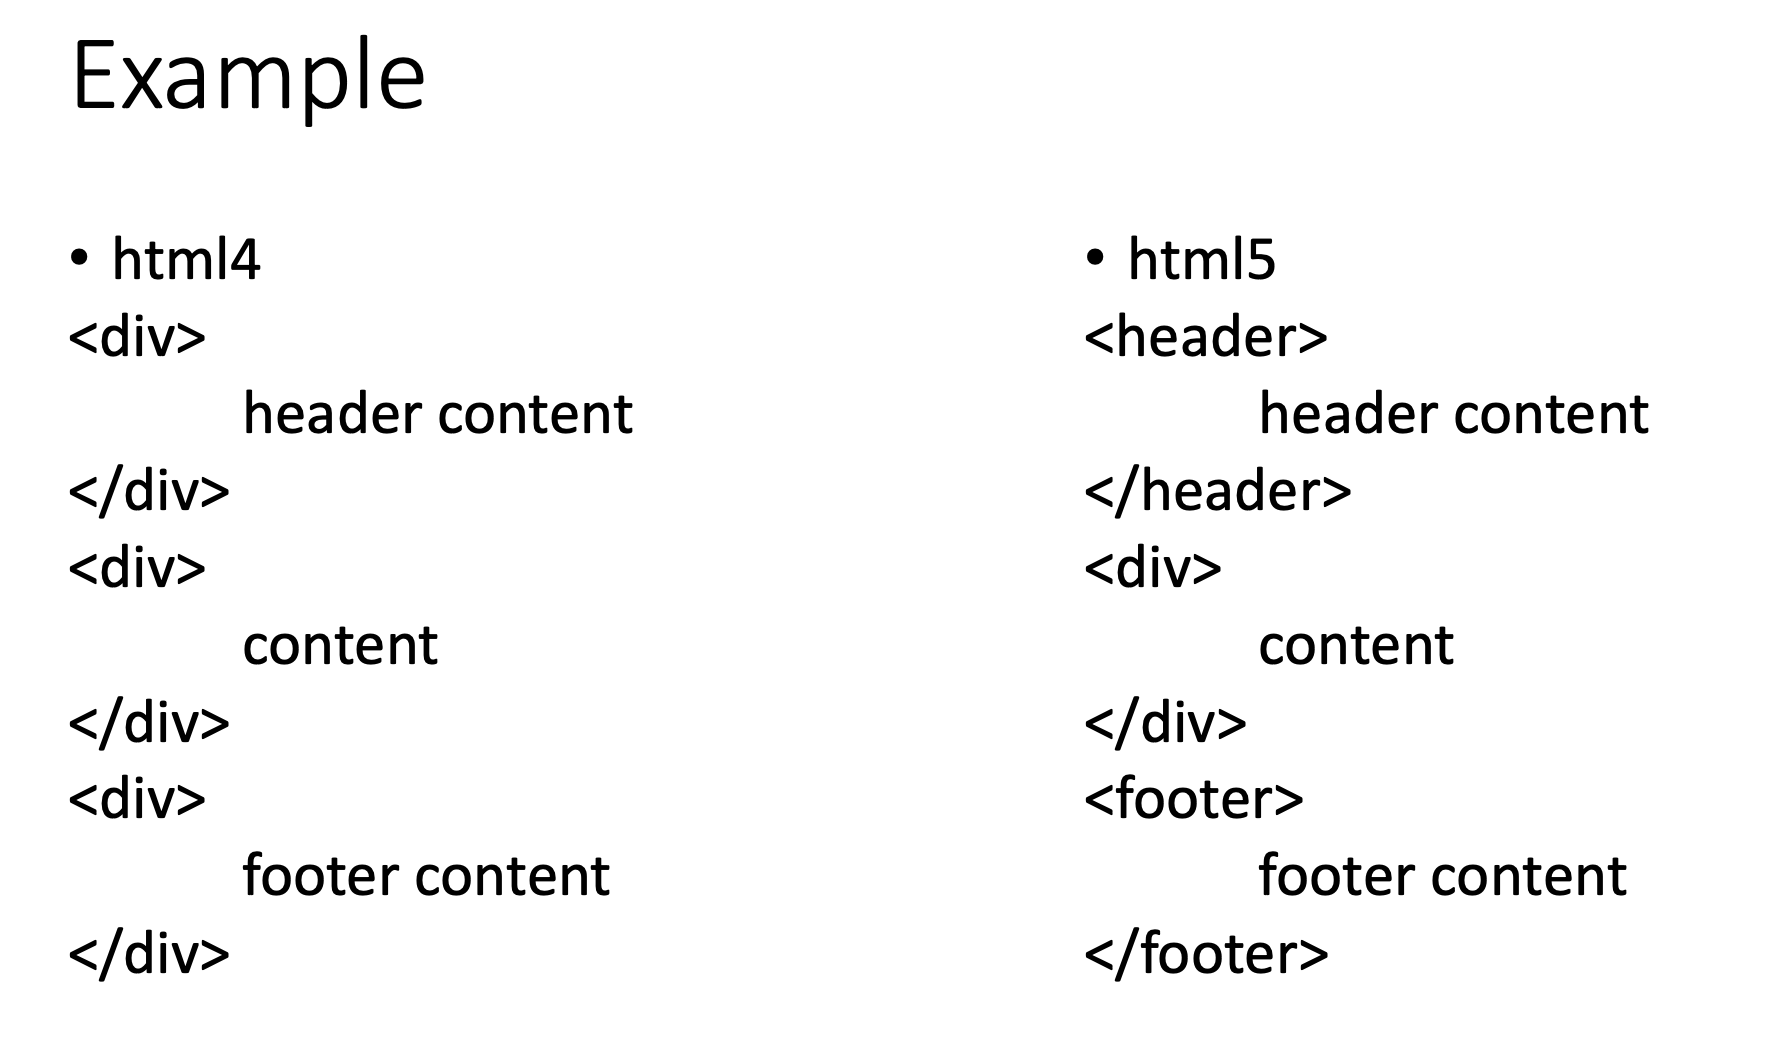 Example
• html4
<div>
header content
</div>
<div>
content
</div>
<div>
footer content
</div>
• html5
<header>
header content
</header>
<div>
content
</div>
<footer>
footer content
</footer>